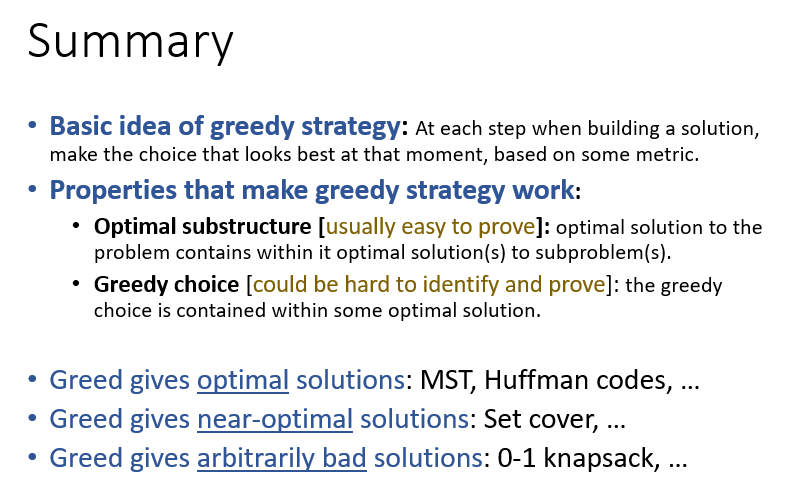 Summary
• Basic idea of greedy strategy: At each step when building a solution,
make the choice that looks best at that moment, based on some metric.
• Properties that make greedy strategy work:
• Optimal substructure [usually easy to prove]: optimal solution to the
problem contains within it optimal solution(s) to subproblem(s).
• Greedy choice [could be hard to identify and prove]: the greedy
choice is contained within some optimal solution.
• Greed gives optimal solutions: MST, Huffman codes, …
• Greed gives near-optimal solutions: Set cover, …
• Greed gives arbitrarily bad solutions: 0-1 knapsack, …